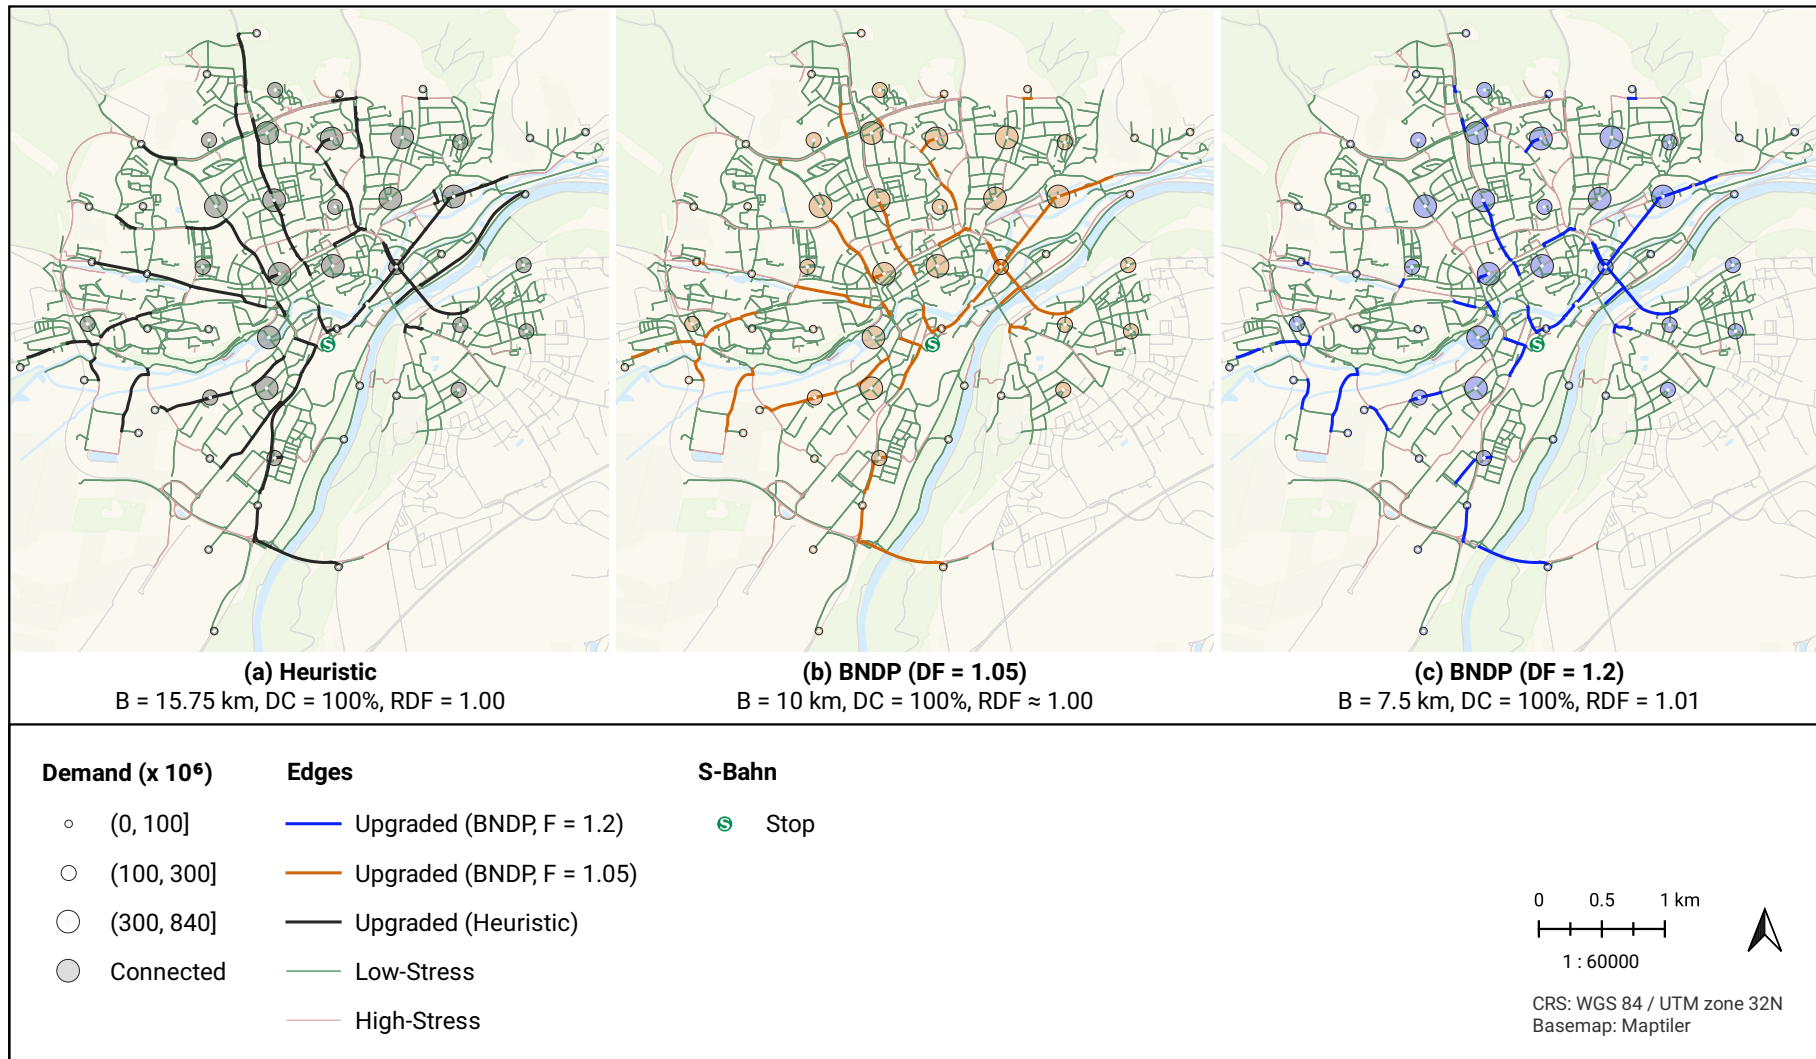 (a) Heuristic
B = 15.75 km, DC = 100%, RDF = 1.00
(b) BNDP (DF = 1.05)
B = 10 km, DC = 100%, RDF ≈ 1.00
(c) BNDP (DF = 1.2)
B = 7.5 km, DC = 100%, RDF = 1.01
Demand (x 10⁶)
(0, 100]
(100, 300]
(300, 840]
Connected
Edges
Upgraded (BNDP, F = 1.2)
Upgraded (BNDP, F = 1.05)
Upgraded (Heuristic)
Low-Stress
High-Stress
S-Bahn
S Stop
0 0.5 1 km
1 : 60000
CRS: WGS 84 / UTM zone 32N
Basemap: Maptiler